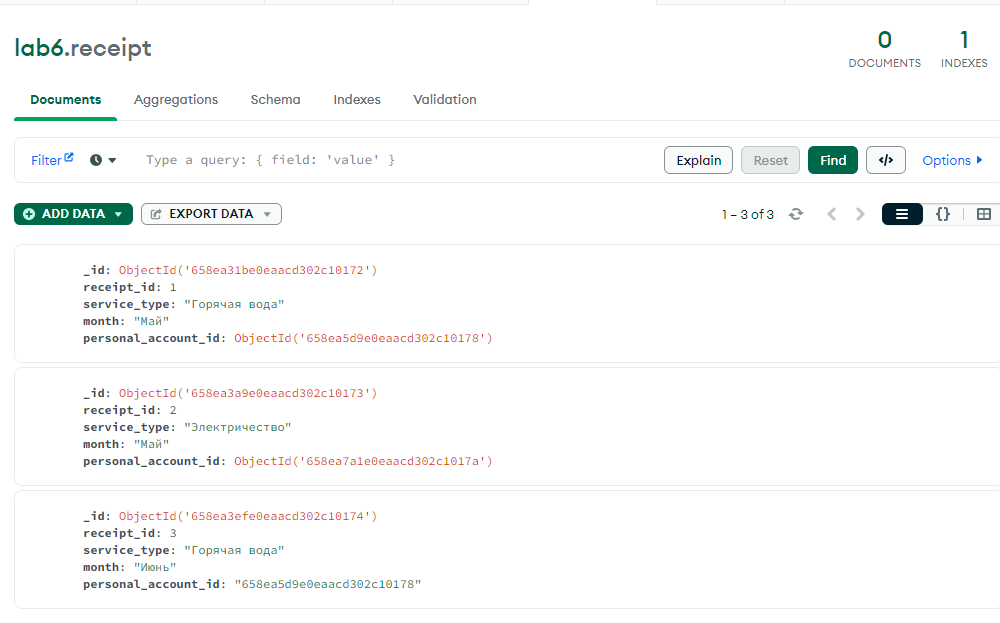 lab6.receipt
0
DOCUMENTS
1
INDEXES
Documents Aggregations Schema Indexes Validation
Filter Type a query: { field: 'value' } Explain Reset Find </> Options
ADD DATA EXPORT DATA 1 – 3 of 3 {}
_id: ObjectId('658ea31be0eaacd302c10172')
receipt_id: 1
service_type: "Горячая вода"
month: "Май"
personal_account_id: ObjectId('658ea5d9e0eaacd302c10178')
_id: ObjectId('658ea3a9e0eaacd302c10173')
receipt_id: 2
service_type: "Электричество"
month: "Май"
personal_account_id: ObjectId('658ea7a1e0eaacd302c1017a')
_id: ObjectId('658ea3efe0eaacd302c10174')
receipt_id: 3
service_type: "Горячая вода"
month: "Июнь"
personal_account_id: "658ea5d9e0eaacd302c10178"